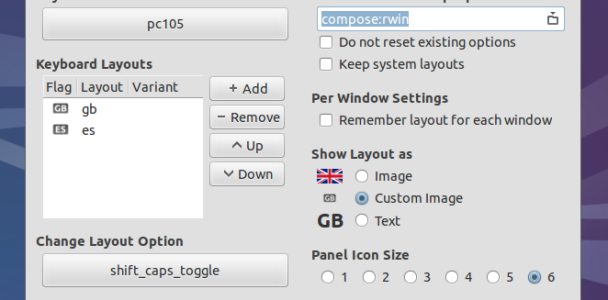 pc105
compose:rwin
Do not reset existing options
Keep system layouts
Keyboard Layouts
Flag Layout Variant
GB gb
ES es
+ Add
− Remove
Up
Down
Per Window Settings
Remember layout for each window
Show Layout as
Image
GB Custom Image
GB Text
Change Layout Option
shift_caps_toggle
Panel Icon Size
1 2 3 4 5 6